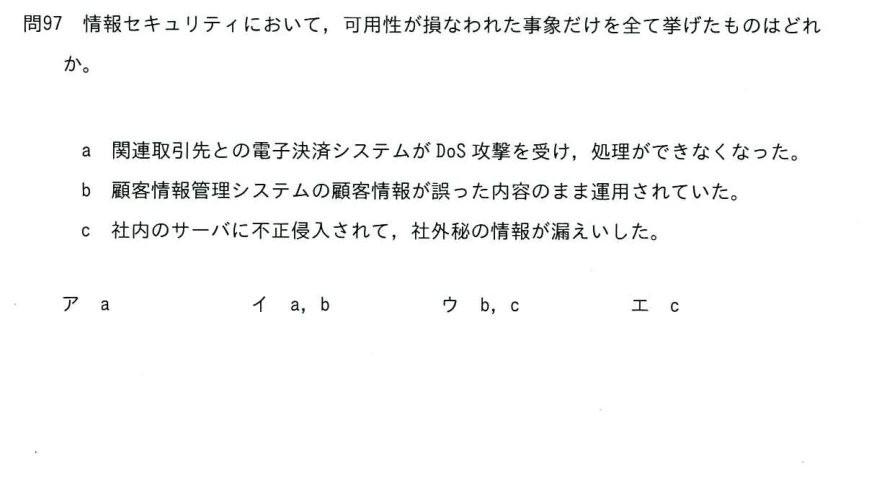 問97 情報セキュリティにおいて，可用性が損なわれた事象だけを全て挙げたものはどれ
か。
a 関連取引先との電子決済システムが DoS 攻撃を受け，処理ができなくなった。
b 顧客情報管理システムの顧客情報が誤った内容のまま運用されていた。
c 社内のサーバに不正侵入されて，社外秘の情報が漏えいした。
ア a イ a, b ウ b, c エ c